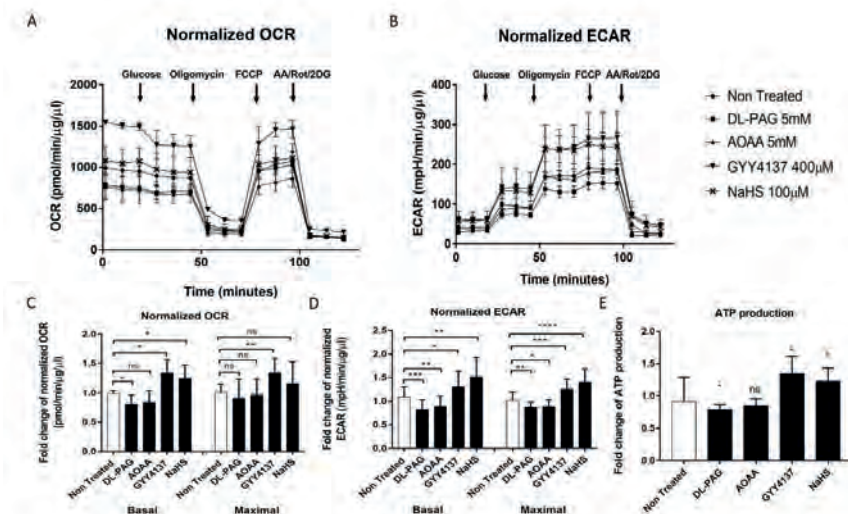 A
Normalized OCR
Glucose Oligomycin FCCP AA/Rot/2DG
OCR (pmol/min/µg/µl)
2000
1500
1000
500
0
0 50 100
Time (minutes)
B
Normalized ECAR
Glucose Oligomycin FCCP AA/Rot/2DG
ECAR (mpH/min/µg/µl)
400
300
200
100
0
0 50 100
Time (minutes)
Non Treated
DL-PAG 5mM
AOAA 5mM
GYY4137 400µM
NaHS 100µM
C
Normalized OCR
Fold change of normalized OCR
(pmol/min/µg/µl)
2.0
1.5
1.0
0.5
0.0
* ns
* ***
ns ns
* ns
Non Treated DL-PAG AOAA GYY4137 NaHS Non Treated DL-PAG AOAA GYY4137 NaHS
Basal Maximal
D
Normalized ECAR
Fold change of normalized
ECAR (mpH/min/µg/µl)
2.5
2.0
1.5
1.0
0.5
0.0
** ****
* ***
** *
*** **
Non Treated DL-PAG AOAA GYY4137 NaHS Non Treated DL-PAG AOAA GYY4137 NaHS
Basal Maximal
E
ATP production
Fold change of ATP production
2.0
1.5
1.0
0.5
0.0
ns
Non Treated DL-PAG AOAA GYY4137 NaHS